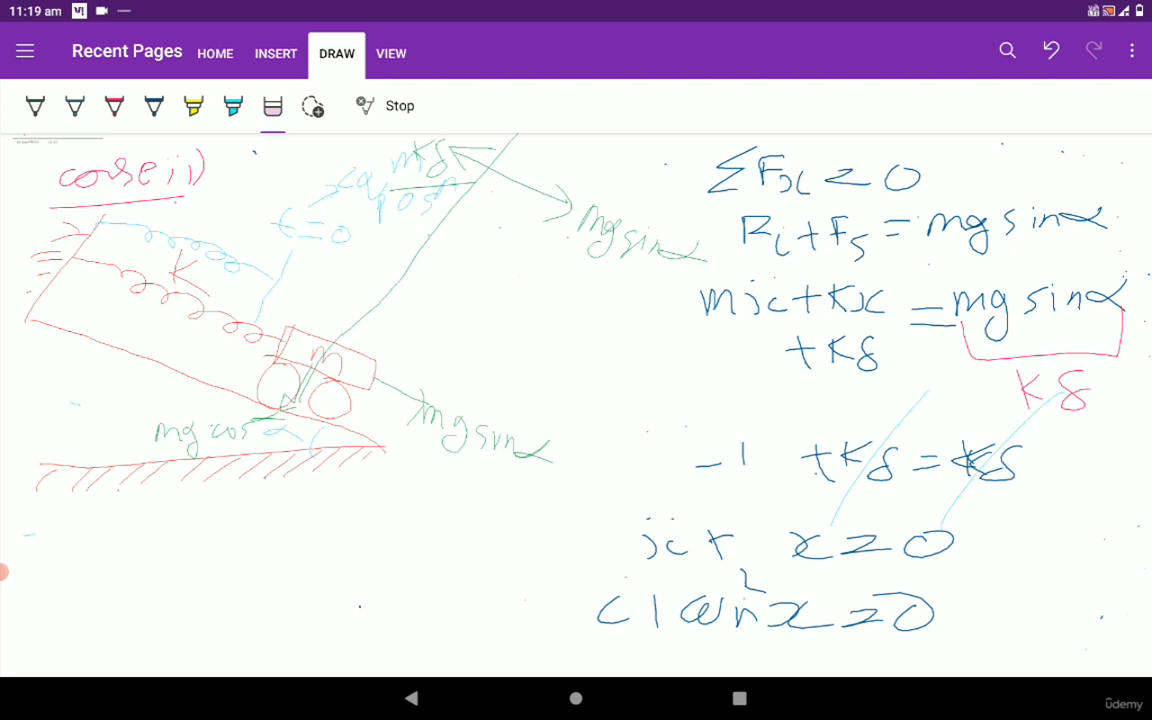 11:19 am
Recent Pages HOME INSERT DRAW VIEW
Stop
case ii)
t=0
K
m
mg cos α
mg sin α
kδ
mg sin α
ΣFx = 0
Fi + Fs = mg sin α
mẍ + Kx = mg sin α
+ Kδ
Kδ
+ Kδ = Kδ
ẍ + x = 0
ωn² x = 0
udemy